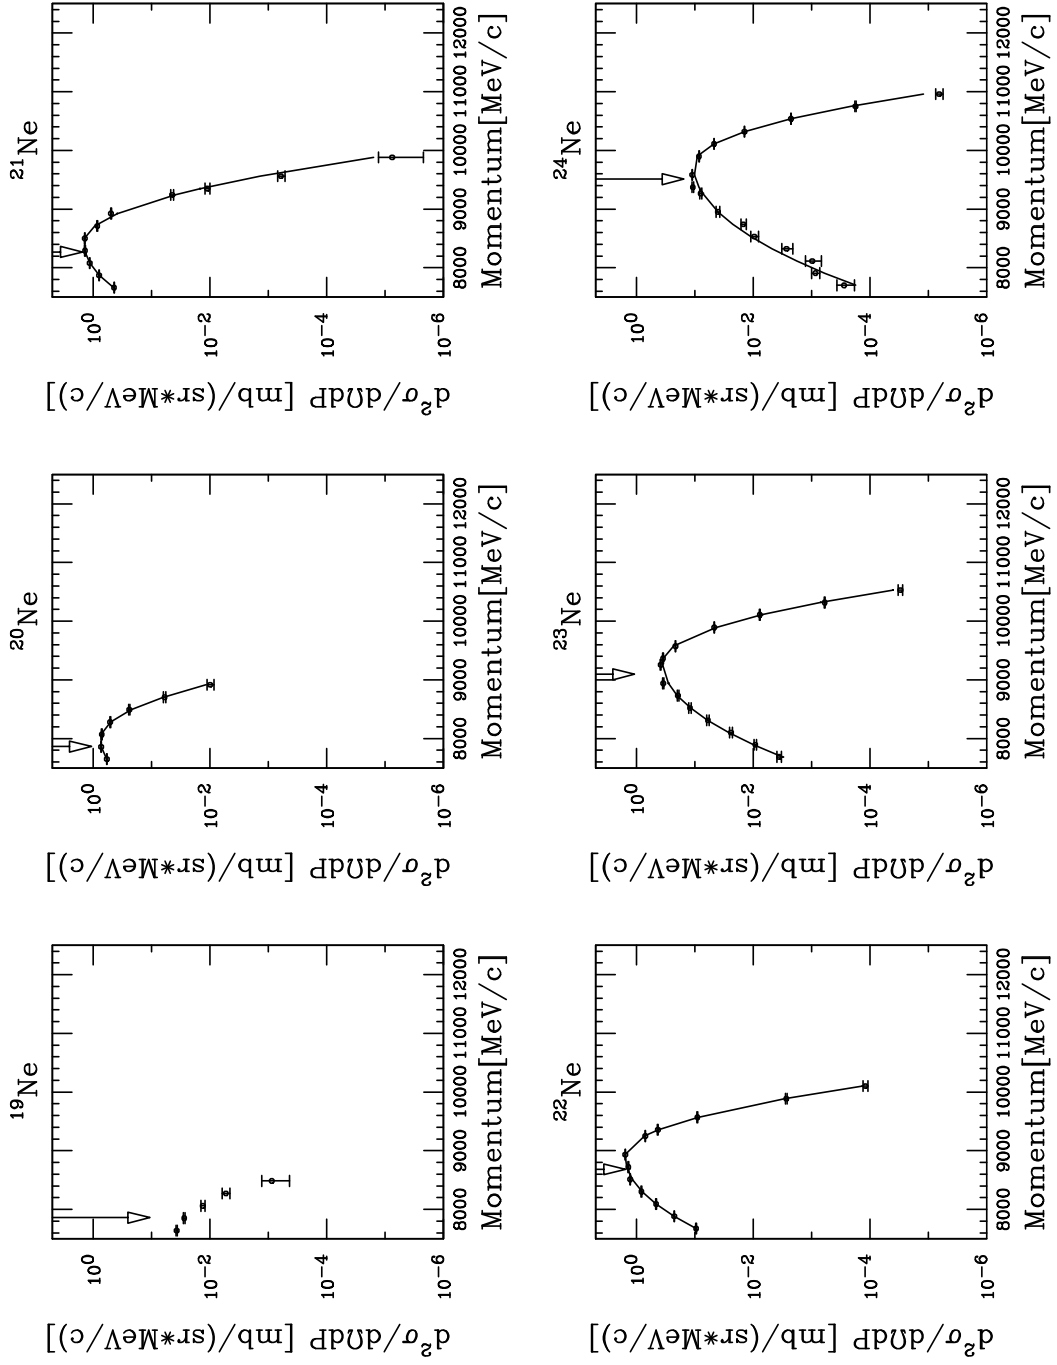 ¹⁹Ne
d²σ/dΩdP [mb/(sr*MeV/c)]
10⁰
10⁻²
10⁻⁴
10⁻⁶
8000 9000 10000 11000 12000
Momentum[MeV/c]
²⁰Ne
d²σ/dΩdP [mb/(sr*MeV/c)]
10⁰
10⁻²
10⁻⁴
10⁻⁶
8000 9000 10000 11000 12000
Momentum[MeV/c]
²¹Ne
d²σ/dΩdP [mb/(sr*MeV/c)]
10⁰
10⁻²
10⁻⁴
10⁻⁶
8000 9000 10000 11000 12000
Momentum[MeV/c]
²²Ne
d²σ/dΩdP [mb/(sr*MeV/c)]
10⁰
10⁻²
10⁻⁴
10⁻⁶
8000 9000 10000 11000 12000
Momentum[MeV/c]
²³Ne
d²σ/dΩdP [mb/(sr*MeV/c)]
10⁰
10⁻²
10⁻⁴
10⁻⁶
8000 9000 10000 11000 12000
Momentum[MeV/c]
²⁴Ne
d²σ/dΩdP [mb/(sr*MeV/c)]
10⁰
10⁻²
10⁻⁴
10⁻⁶
8000 9000 10000 11000 12000
Momentum[MeV/c]